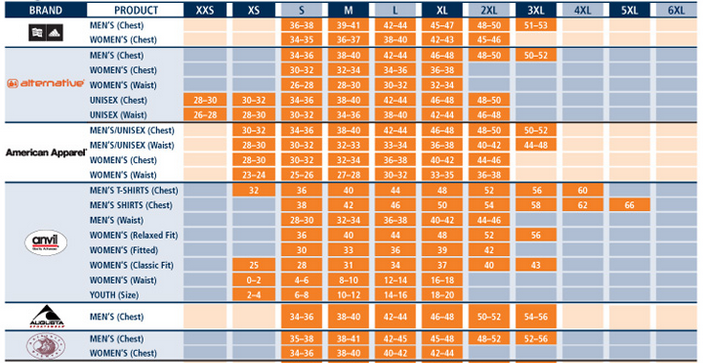 BRAND PRODUCT XXS XS S M L XL 2XL 3XL 4XL 5XL 6XL
MEN'S (Chest) 36–38 39–41 42–44 45–47 48–50 51–53
WOMEN'S (Chest) 34–35 36–37 38–40 42–43 45–46
alternative
MEN'S (Chest) 34–36 38–40 42–44 46–48 48–50 50–52
WOMEN'S (Chest) 30–32 32–34 34–36 36–38
WOMEN'S (Waist) 26–28 28–30 30–32 32–34
UNISEX (Chest) 28–30 30–32 34–36 38–40 42–44 46–48 48–50
UNISEX (Waist) 26–28 28–30 30–32 34–36 38–40 42–44 46–48
American Apparel
MEN'S/UNISEX (Chest) 30–32 34–36 38–40 42–44 46–48 48–50 50–52
MEN'S/UNISEX (Waist) 28–30 30–32 32–33 33–34 36–38 40–42 44–48
WOMEN'S (Chest) 28–30 30–32 32–34 36–38 40–42 44–46
WOMEN'S (Waist) 23–24 25–26 27–28 30–32 33–35 36–38
anvil
MEN'S T-SHIRTS (Chest) 32 36 40 44 48 52 56 60
MEN'S SHIRTS (Chest) 38 42 46 50 54 58 62 66
MEN'S (Waist) 28–30 32–34 36–38 40–42 44–46
WOMEN'S (Relaxed Fit) 36 40 44 48 52 56
WOMEN'S (Fitted) 30 33 36 39 42
WOMEN'S (Classic Fit) 25 28 31 34 37 40 43
WOMEN'S (Waist) 0–2 4–6 8–10 12–14 16–18
YOUTH (Size) 2–4 6–8 10–12 14–16 18–20
AUGUSTA
MEN'S (Chest) 34–36 38–40 42–44 46–48 50–52 54–56
MEN'S (Chest) 35–38 38–41 42–45 45–48 48–52 52–56
WOMEN'S (Chest) 34–36 38–40 40–42 42–44